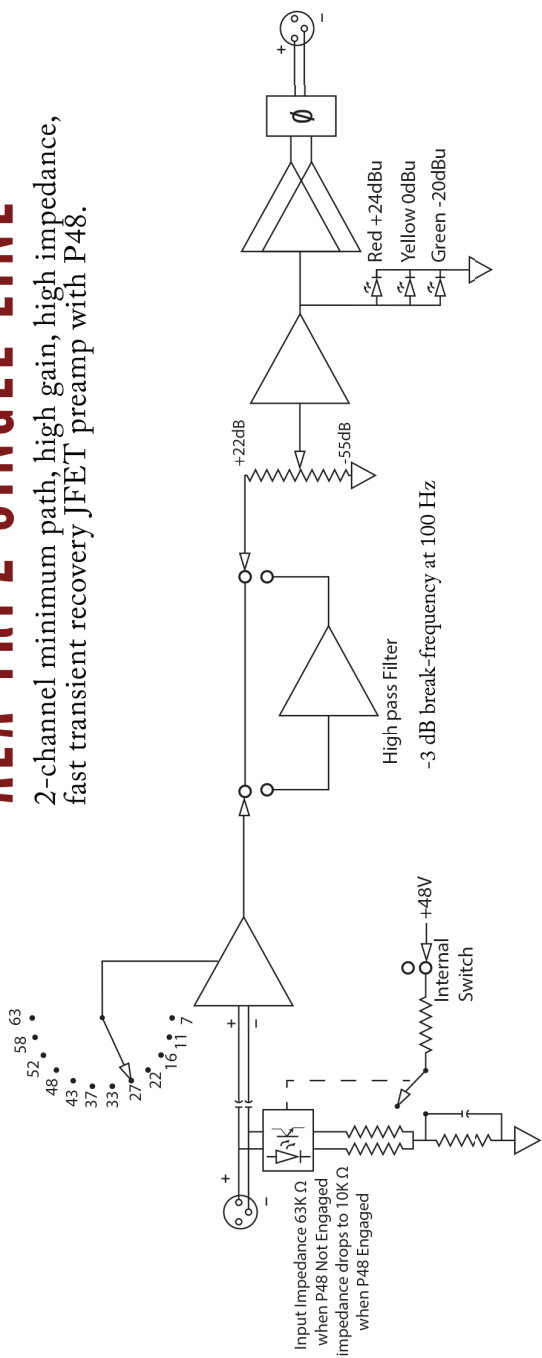 SINGLE LINE
2-channel minimum path, high gain, high impedance,
fast transient recovery JFET preamp with P48.
63
58
52
48
43
37
33
27
22
16
11
7
+
-
+
-
Input Impedance 63K Ω
when P48 Not Engaged
impedance drops to 10K Ω
when P48 Engaged
+48V
Internal
Switch
High pass Filter
-3 dB break-frequency at 100 Hz
+22dB
-55dB
Red +24dBu
Yellow 0dBu
Green -20dBu
Ø
+
-